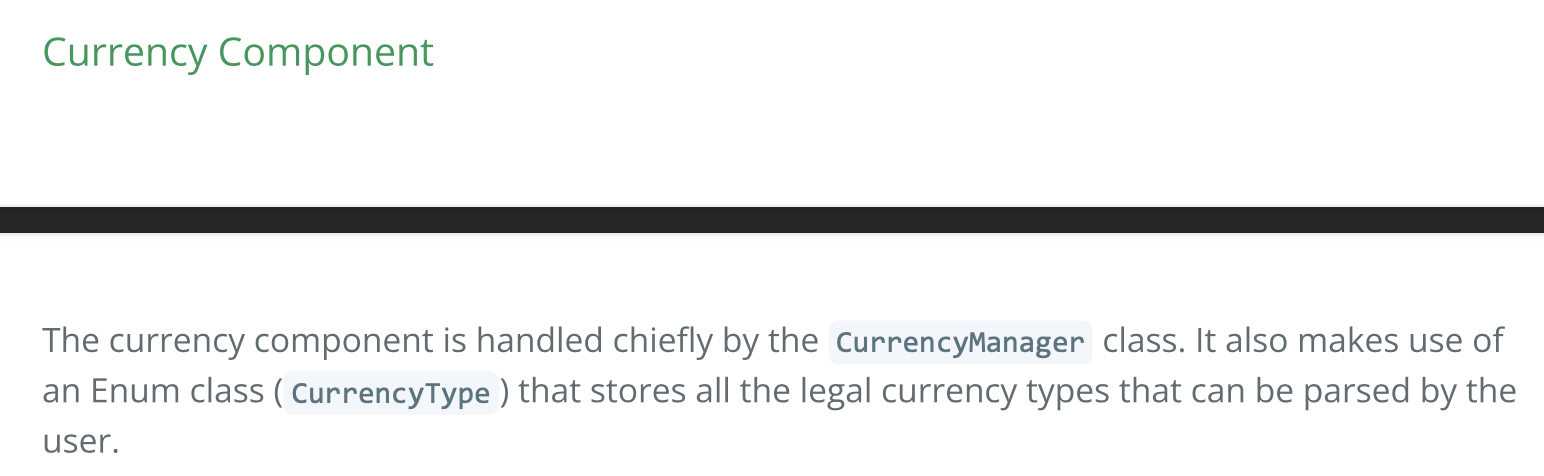 Currency Component
The currency component is handled chiefly by the CurrencyManager class. It also makes use of
an Enum class (CurrencyType) that stores all the legal currency types that can be parsed by the
user.